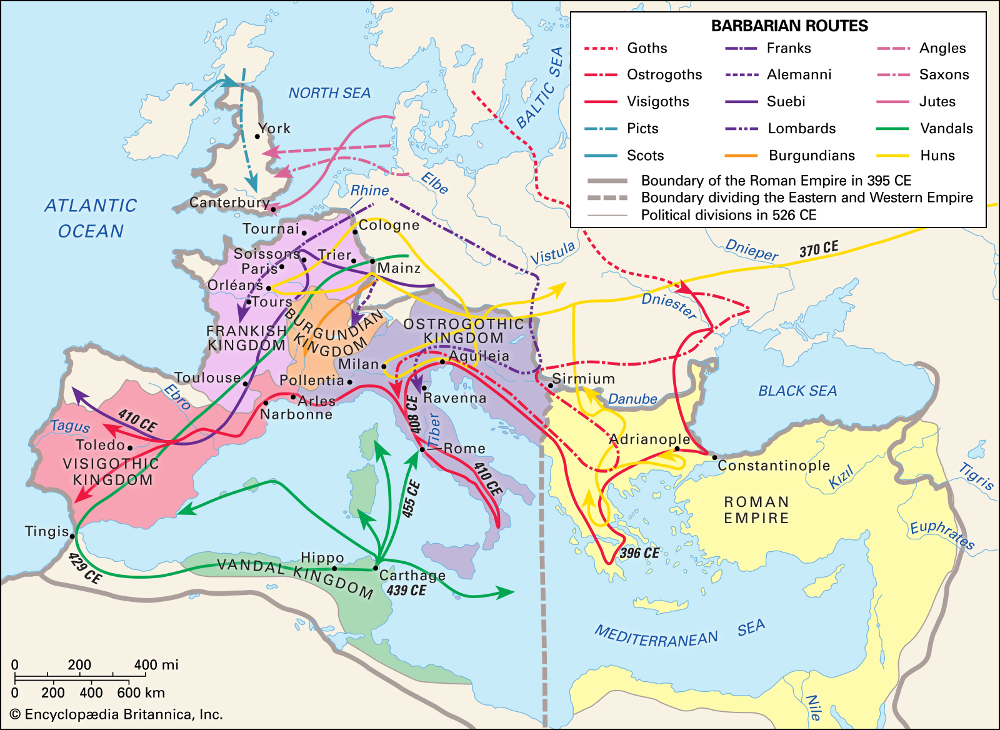 BARBARIAN ROUTES
Goths
Franks
Angles
Ostrogoths
Alemanni
Saxons
Visigoths
Suebi
Jutes
Picts
Lombards
Vandals
Scots
Burgundians
Huns
Boundary of the Roman Empire in 395 CE
Boundary dividing the Eastern and Western Empire
Political divisions in 526 CE
NORTH SEA
BALTIC SEA
York
Elbe
Rhine
ATLANTIC
OCEAN
Canterbury
Tournai
Cologne
Vistula
Dnieper
370 CE
Soissons
Trier
Paris
Mainz
Orléans
Tours
Dniester
FRANKISH
KINGDOM
BURGUNDIAN
KINGDOM
OSTROGOTHIC
KINGDOM
Milan
Aquileia
Toulouse
Pollentia
Sirmium
Danube
BLACK SEA
Ebro
Arles
Ravenna
Narbonne
410 CE
408 CE
Tiber
Tagus
Toledo
Rome
Adrianople
Constantinople
VISIGOTHIC
KINGDOM
410 CE
455 CE
Kızıl
Tigris
ROMAN
EMPIRE
Euphrates
Tingis
429 CE
Hippo
VANDAL KINGDOM
Carthage
439 CE
396 CE
MEDITERRANEAN SEA
Nile
0 200 400 mi
0 200 400 600 km
© Encyclopædia Britannica, Inc.